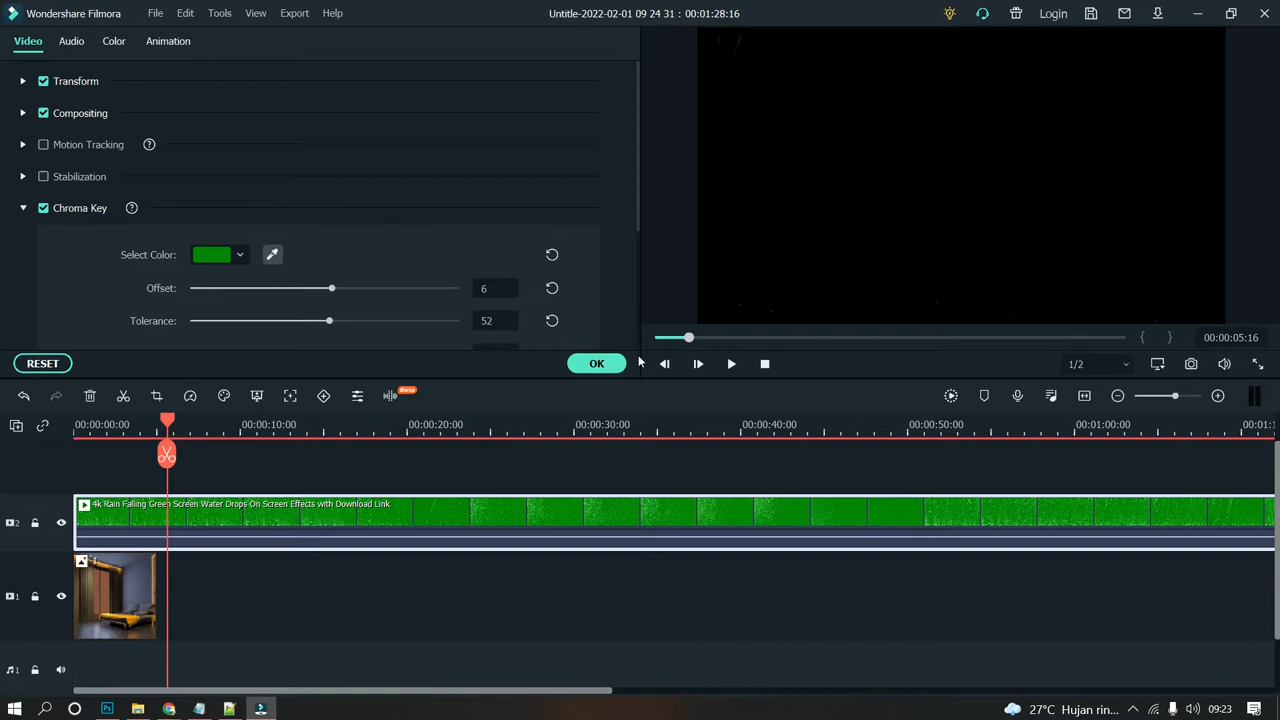 Wondershare Filmora File Edit Tools View Export Help Untitle-2022-02-01 09 24 31 : 00:01:28:16 Login
Video Audio Color Animation
Transform
Compositing
Motion Tracking ?
Stabilization
Chroma Key ?
Select Color:
Offset: 6
Tolerance: 52
00:00:05:16
RESET OK 1/2
Beta
00:00:00:00 00:00:10:00 00:00:20:00 00:00:30:00 00:00:40:00 00:00:50:00 00:01:00:00 00:01:1
4k Rain Falling Green Screen Water Drops On Screen Effects with Download Link
2
1
1
Ps 27°C Hujan rin... 09:23